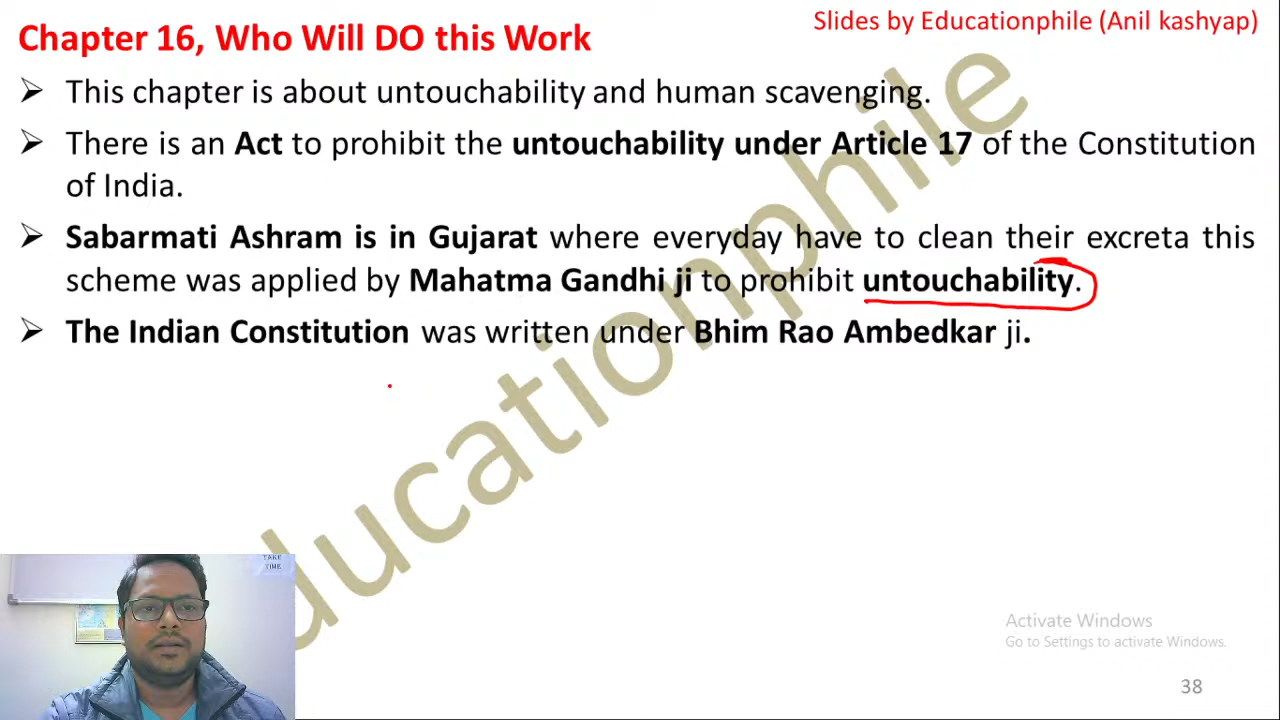 Chapter 16, Who Will DO this Work
Slides by Educationphile (Anil kashyap)
➢ This chapter is about untouchability and human scavenging.
➢ There is an Act to prohibit the untouchability under Article 17 of the Constitution
of India.
➢ Sabarmati Ashram is in Gujarat where everyday have to clean their excreta this
scheme was applied by Mahatma Gandhi ji to prohibit untouchability.
➢ The Indian Constitution was written under Bhim Rao Ambedkar ji.
educationphile
TAKE
TIME
Activate Windows
Go to Settings to activate Windows.
38